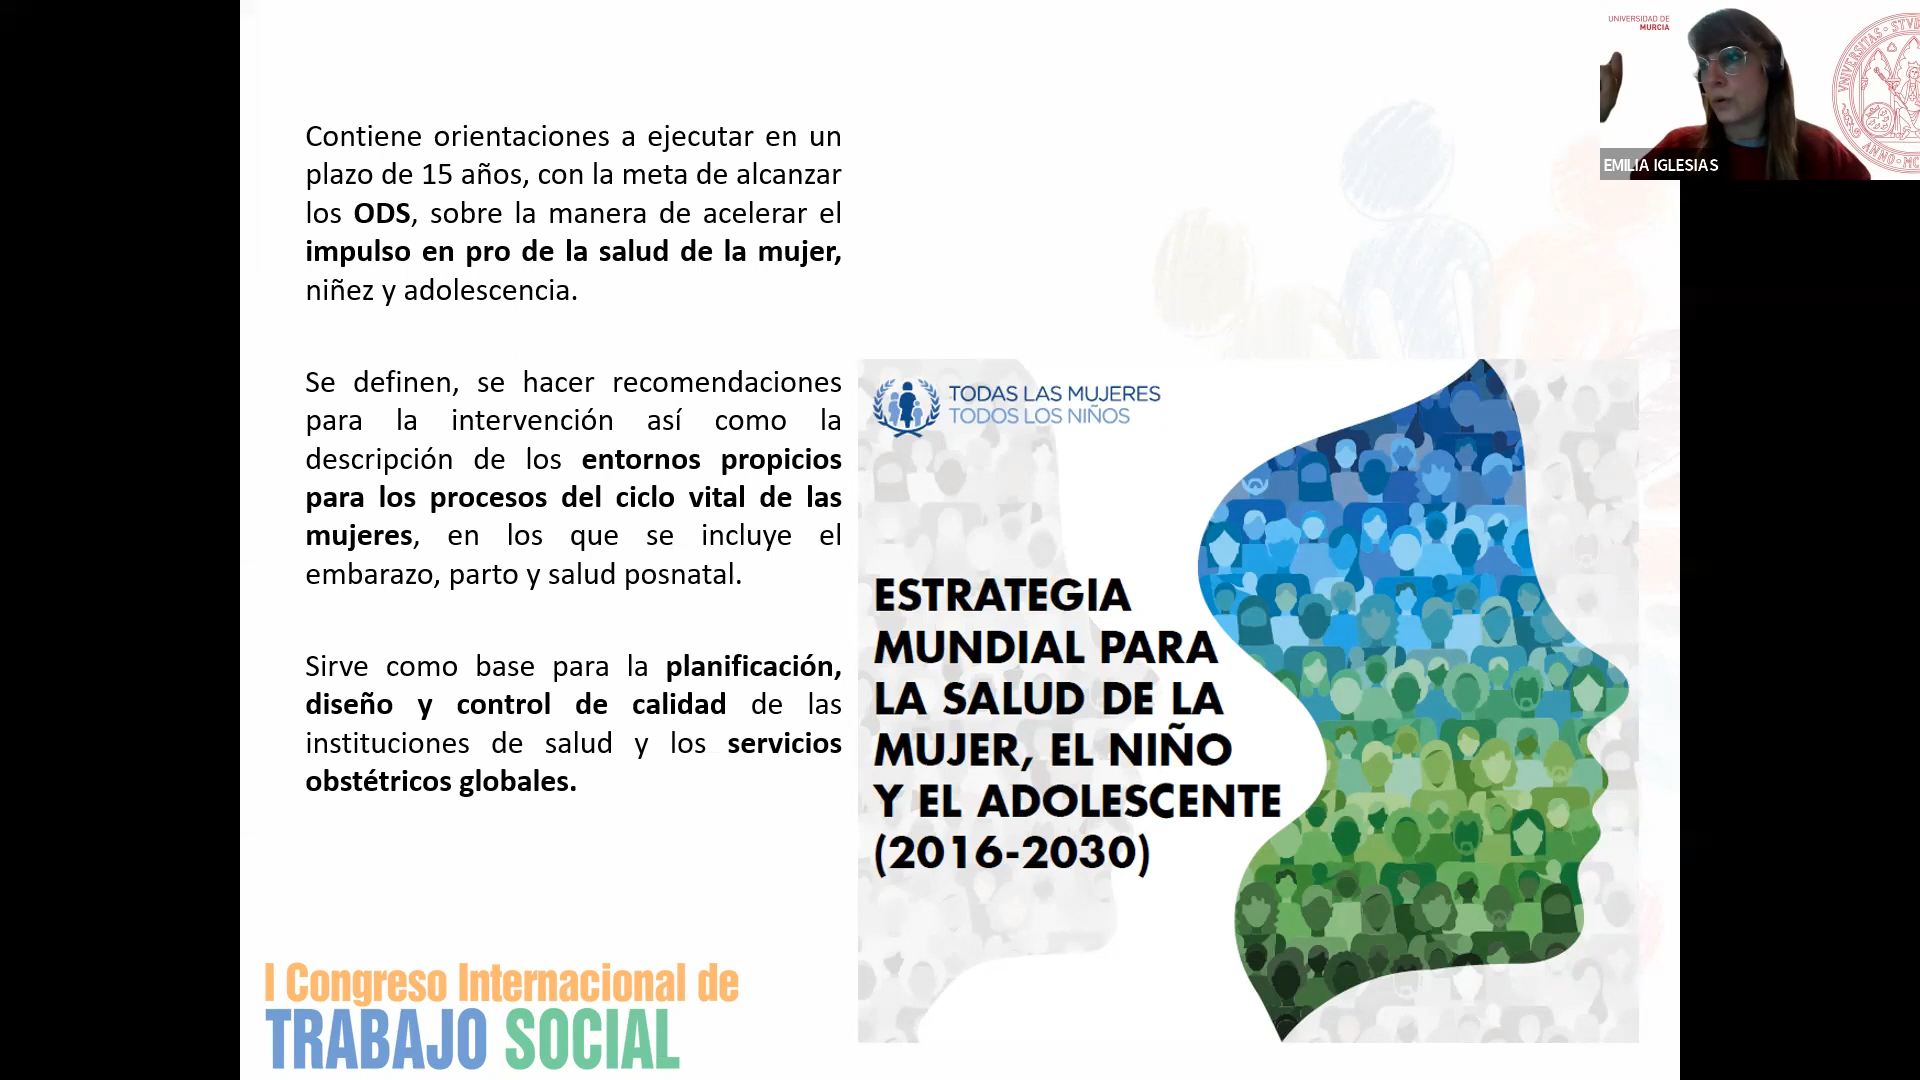 Contiene orientaciones a ejecutar en un
plazo de 15 años, con la meta de alcanzar
los ODS, sobre la manera de acelerar el
impulso en pro de la salud de la mujer,
niñez y adolescencia.
Se definen, se hacer recomendaciones
para la intervención así como la
descripción de los entornos propicios
para los procesos del ciclo vital de las
mujeres, en los que se incluye el
embarazo, parto y salud posnatal.
Sirve como base para la planificación,
diseño y control de calidad de las
instituciones de salud y los servicios
obstétricos globales.
TODAS LAS MUJERES
TODOS LOS NIÑOS
ESTRATEGIA
MUNDIAL PARA
LA SALUD DE LA
MUJER, EL NIÑO
Y EL ADOLESCENTE
(2016-2030)
I Congreso Internacional de
TRABAJO SOCIAL
UNIVERSIDAD DE
MURCIA
EMILIA IGLESIAS